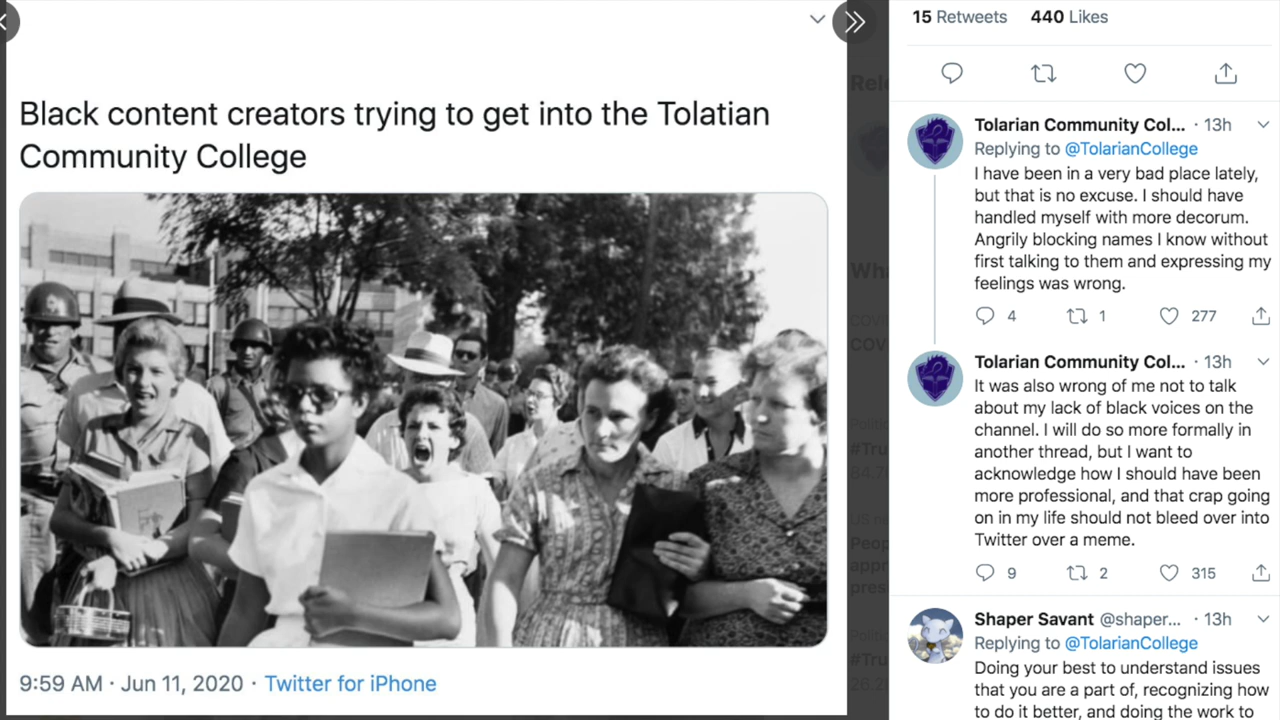 Black content creators trying to get into the Tolatian
Community College
9:59 AM · Jun 11, 2020 · Twitter for iPhone
15 Retweets 440 Likes
Tolarian Community Col... · 13h
Replying to @TolarianCollege
I have been in a very bad place lately,
but that is no excuse. I should have
handled myself with more decorum.
Angrily blocking names I know without
first talking to them and expressing my
feelings was wrong.
4 1 277
Tolarian Community Col... · 13h
It was also wrong of me not to talk
about my lack of black voices on the
channel. I will do so more formally in
another thread, but I want to
acknowledge how I should have been
more professional, and that crap going
on in my life should not bleed over into
Twitter over a meme.
9 2 315
Shaper Savant @shaper... · 13h
Replying to @TolarianCollege
Doing your best to understand issues
that you are a part of, recognizing how
to do it better, and doing the work to